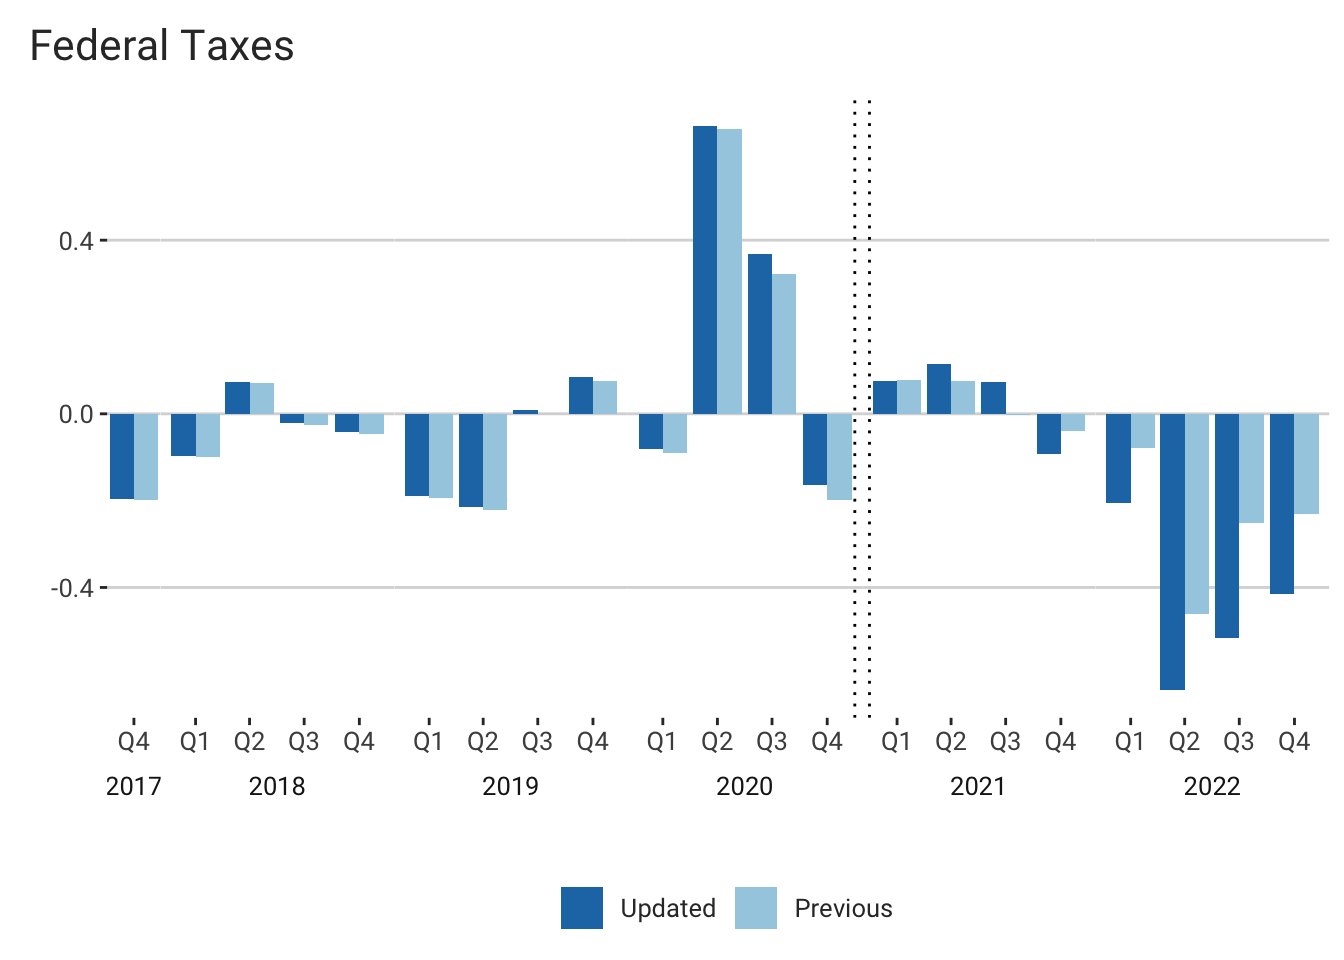 Federal Taxes
0.4
0.0
-0.4
Q4 Q1 Q2 Q3 Q4 Q1 Q2 Q3 Q4 Q1 Q2 Q3 Q4 Q1 Q2 Q3 Q4 Q1 Q2 Q3 Q4
2017 2018 2019 2020 2021 2022
Updated Previous